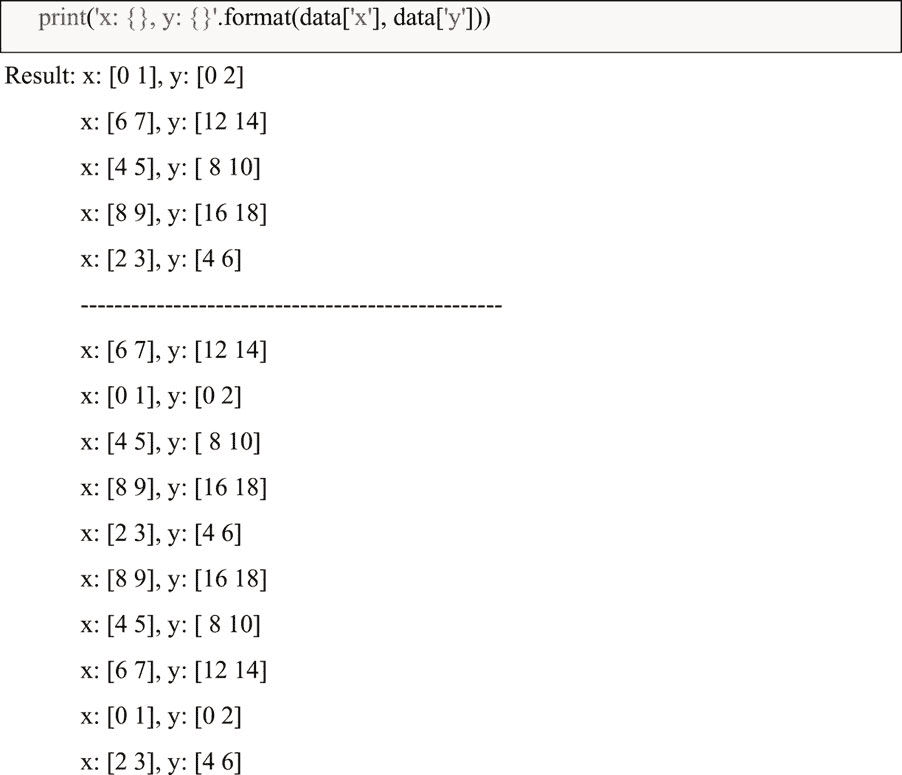 print('x: {}, y: {}'.format(data['x'], data['y']))
Result: x: [0 1], y: [0 2]
x: [6 7], y: [12 14]
x: [4 5], y: [ 8 10]
x: [8 9], y: [16 18]
x: [2 3], y: [4 6]
--------------------------------------------------
x: [6 7], y: [12 14]
x: [0 1], y: [0 2]
x: [4 5], y: [ 8 10]
x: [8 9], y: [16 18]
x: [2 3], y: [4 6]
x: [8 9], y: [16 18]
x: [4 5], y: [ 8 10]
x: [6 7], y: [12 14]
x: [0 1], y: [0 2]
x: [2 3], y: [4 6]